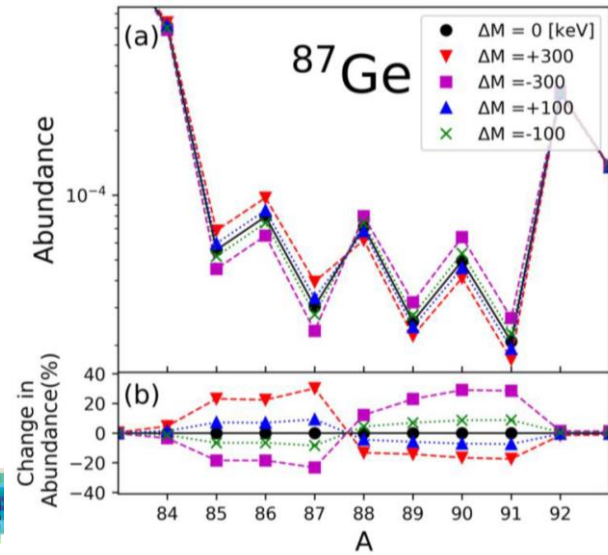 (a)
⁸⁷Ge
ΔM = 0 [keV]
ΔM =+300
ΔM =-300
ΔM =+100
ΔM =-100
Abundance
10⁻⁴
(b)
Change in
Abundance(%)
40
20
0
−20
−40
84 85 86 87 88 89 90 91 92
A